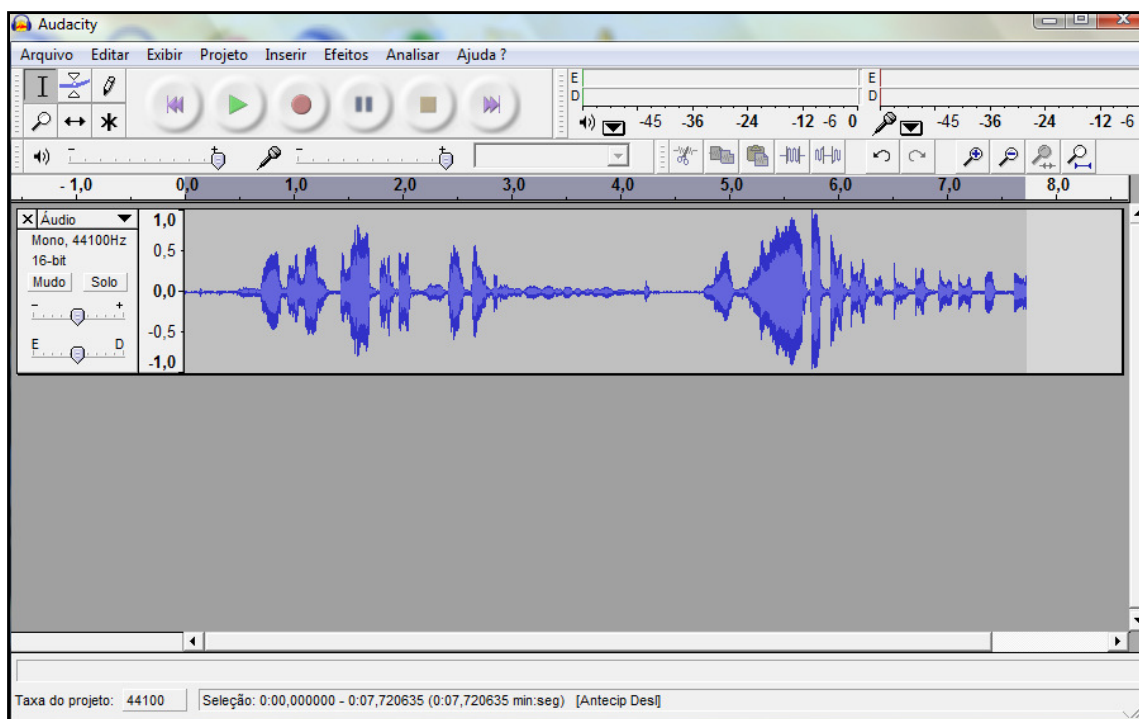 Audacity
Arquivo Editar Exibir Projeto Inserir Efeitos Analisar Ajuda ?
E
D
-45 -36 -24 -12 -6 0
E
D
-45 -36 -24 -12 -6
- 1,0 0,0 1,0 2,0 3,0 4,0 5,0 6,0 7,0 8,0
Áudio
Mono, 44100Hz
16-bit
Mudo Solo
- +
E D
1,0
0,5
0,0
-0,5
-1,0
Taxa do projeto: 44100 Seleção: 0:00,000000 - 0:07,720635 (0:07,720635 min:seg) [Antecip Desl]